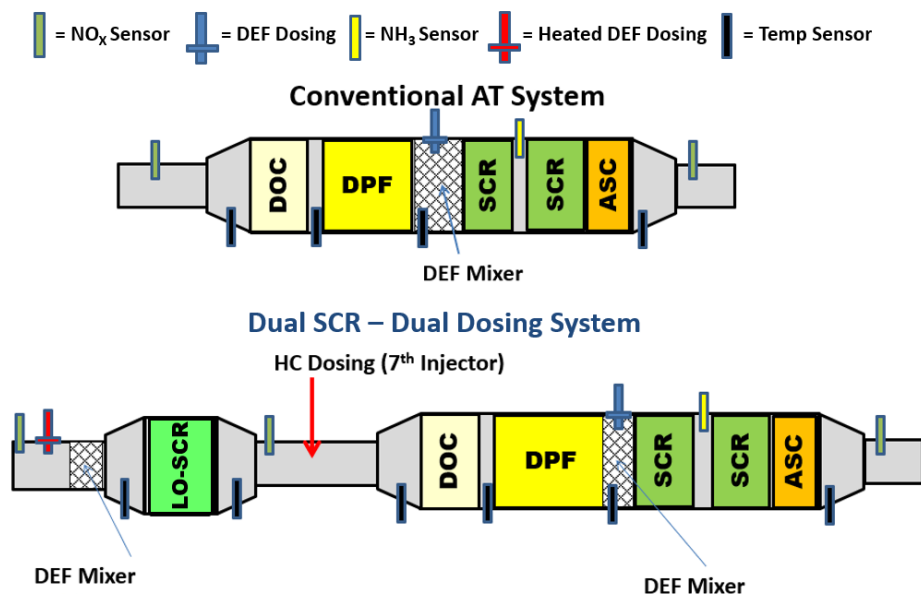 = NOX Sensor
= DEF Dosing
= NH3 Sensor
= Heated DEF Dosing
= Temp Sensor
Conventional AT System
DOC
DPF
SCR
SCR
ASC
DEF Mixer
Dual SCR – Dual Dosing System
HC Dosing (7th Injector)
LO-SCR
DOC
DPF
SCR
SCR
ASC
DEF Mixer
DEF Mixer